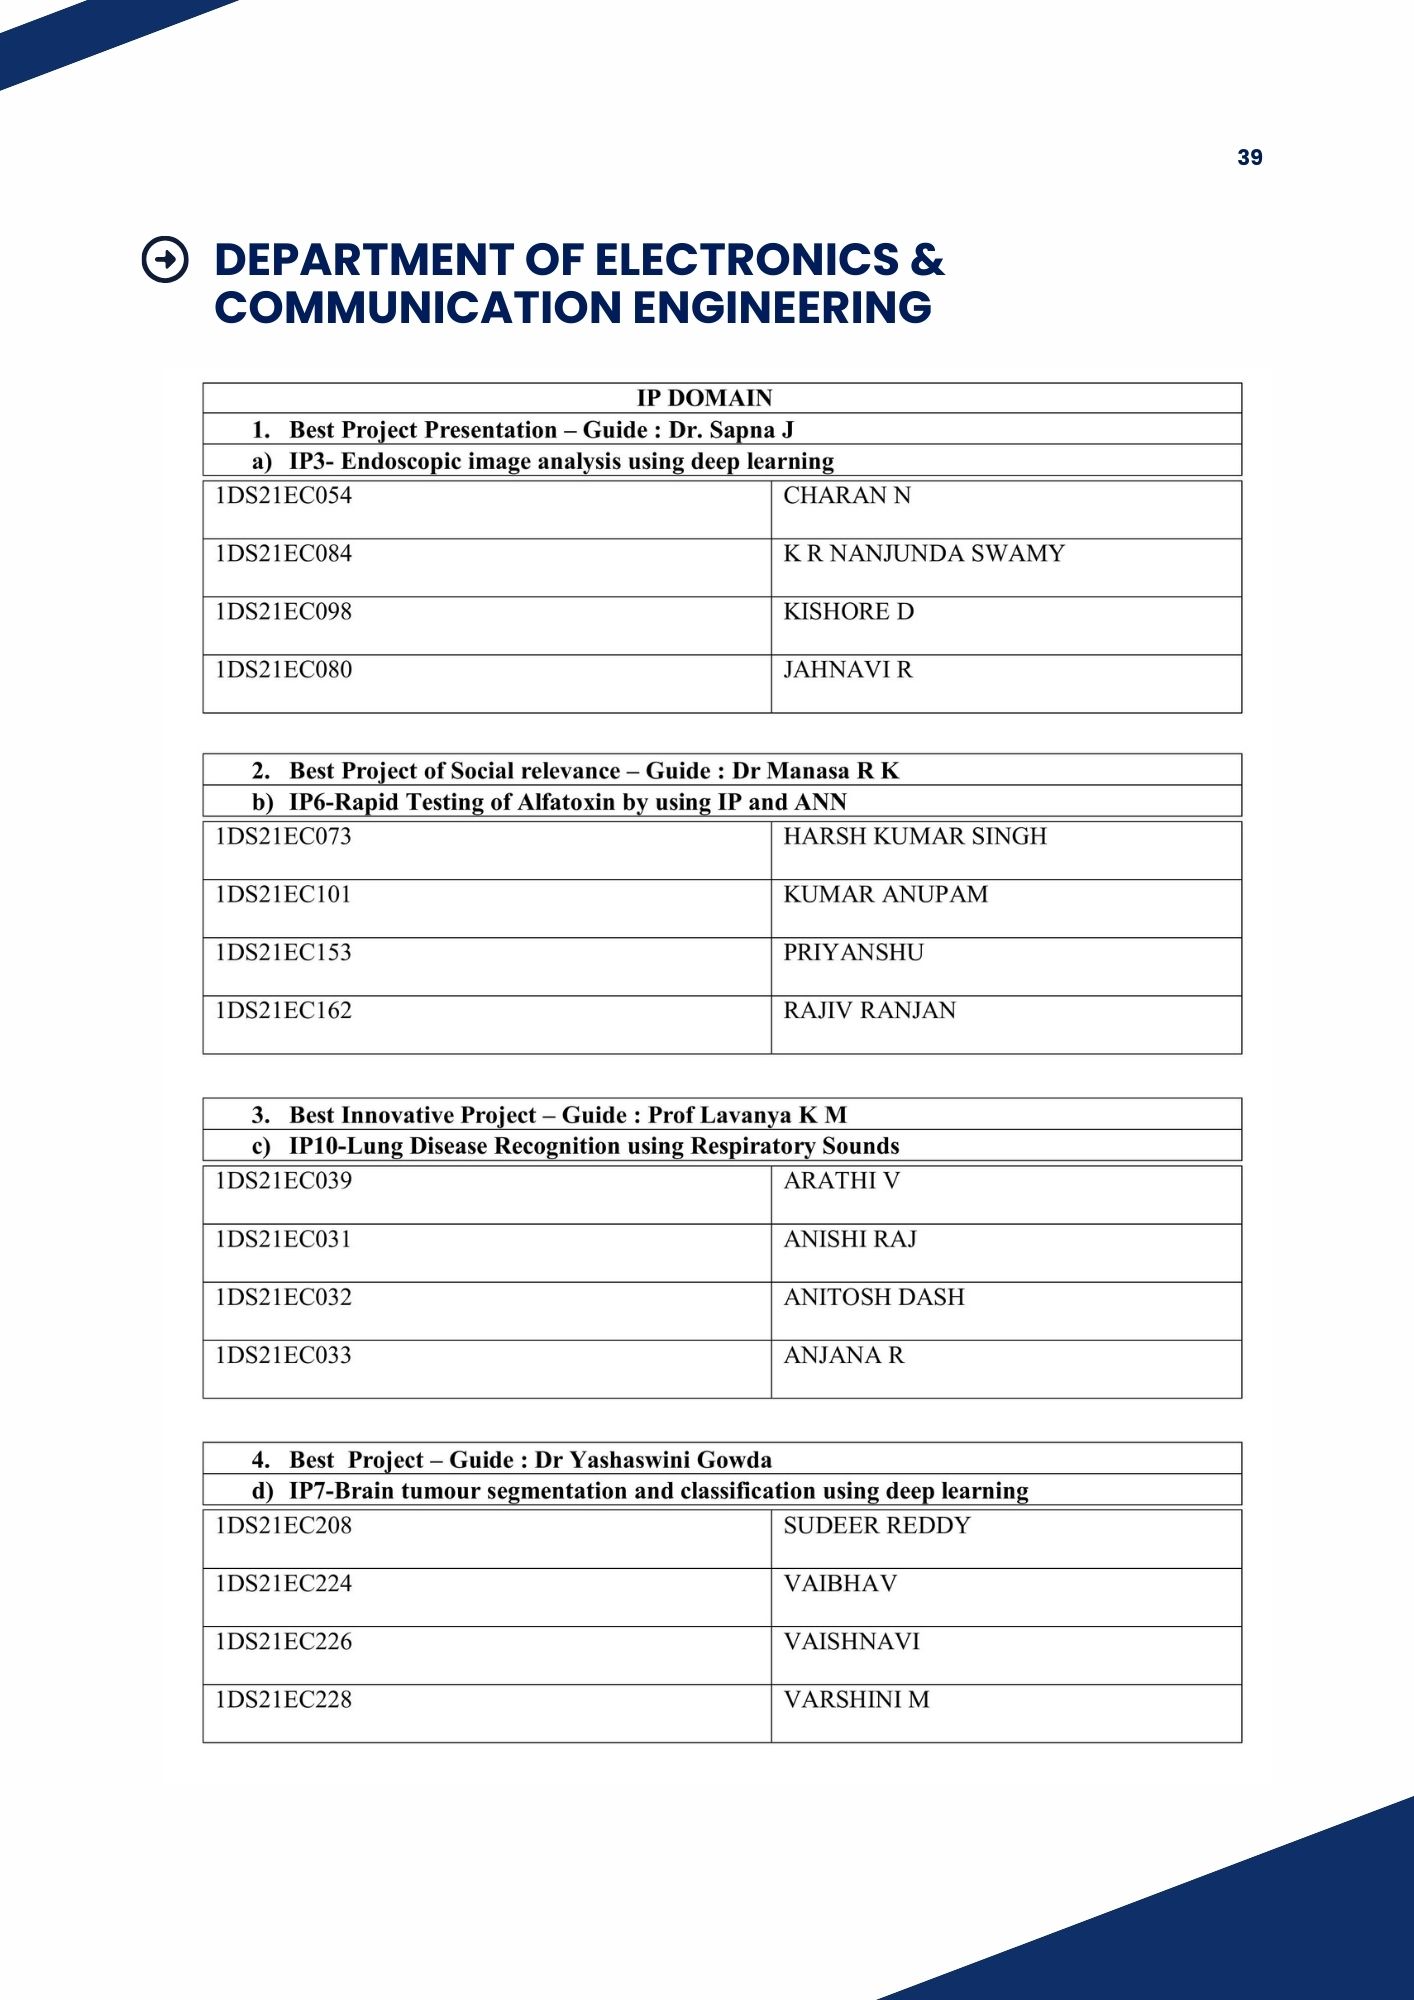 39
DEPARTMENT OF ELECTRONICS &
COMMUNICATION ENGINEERING
IP DOMAIN
1. Best Project Presentation – Guide : Dr. Sapna J
a) IP3- Endoscopic image analysis using deep learning
1DS21EC054 CHARAN N
1DS21EC084 K R NANJUNDA SWAMY
1DS21EC098 KISHORE D
1DS21EC080 JAHNAVI R
2. Best Project of Social relevance – Guide : Dr Manasa R K
b) IP6-Rapid Testing of Alfatoxin by using IP and ANN
1DS21EC073 HARSH KUMAR SINGH
1DS21EC101 KUMAR ANUPAM
1DS21EC153 PRIYANSHU
1DS21EC162 RAJIV RANJAN
3. Best Innovative Project – Guide : Prof Lavanya K M
c) IP10-Lung Disease Recognition using Respiratory Sounds
1DS21EC039 ARATHI V
1DS21EC031 ANISHI RAJ
1DS21EC032 ANITOSH DASH
1DS21EC033 ANJANA R
4. Best  Project – Guide : Dr Yashaswini Gowda
d) IP7-Brain tumour segmentation and classification using deep learning
1DS21EC208 SUDEER REDDY
1DS21EC224 VAIBHAV
1DS21EC226 VAISHNAVI
1DS21EC228 VARSHINI M